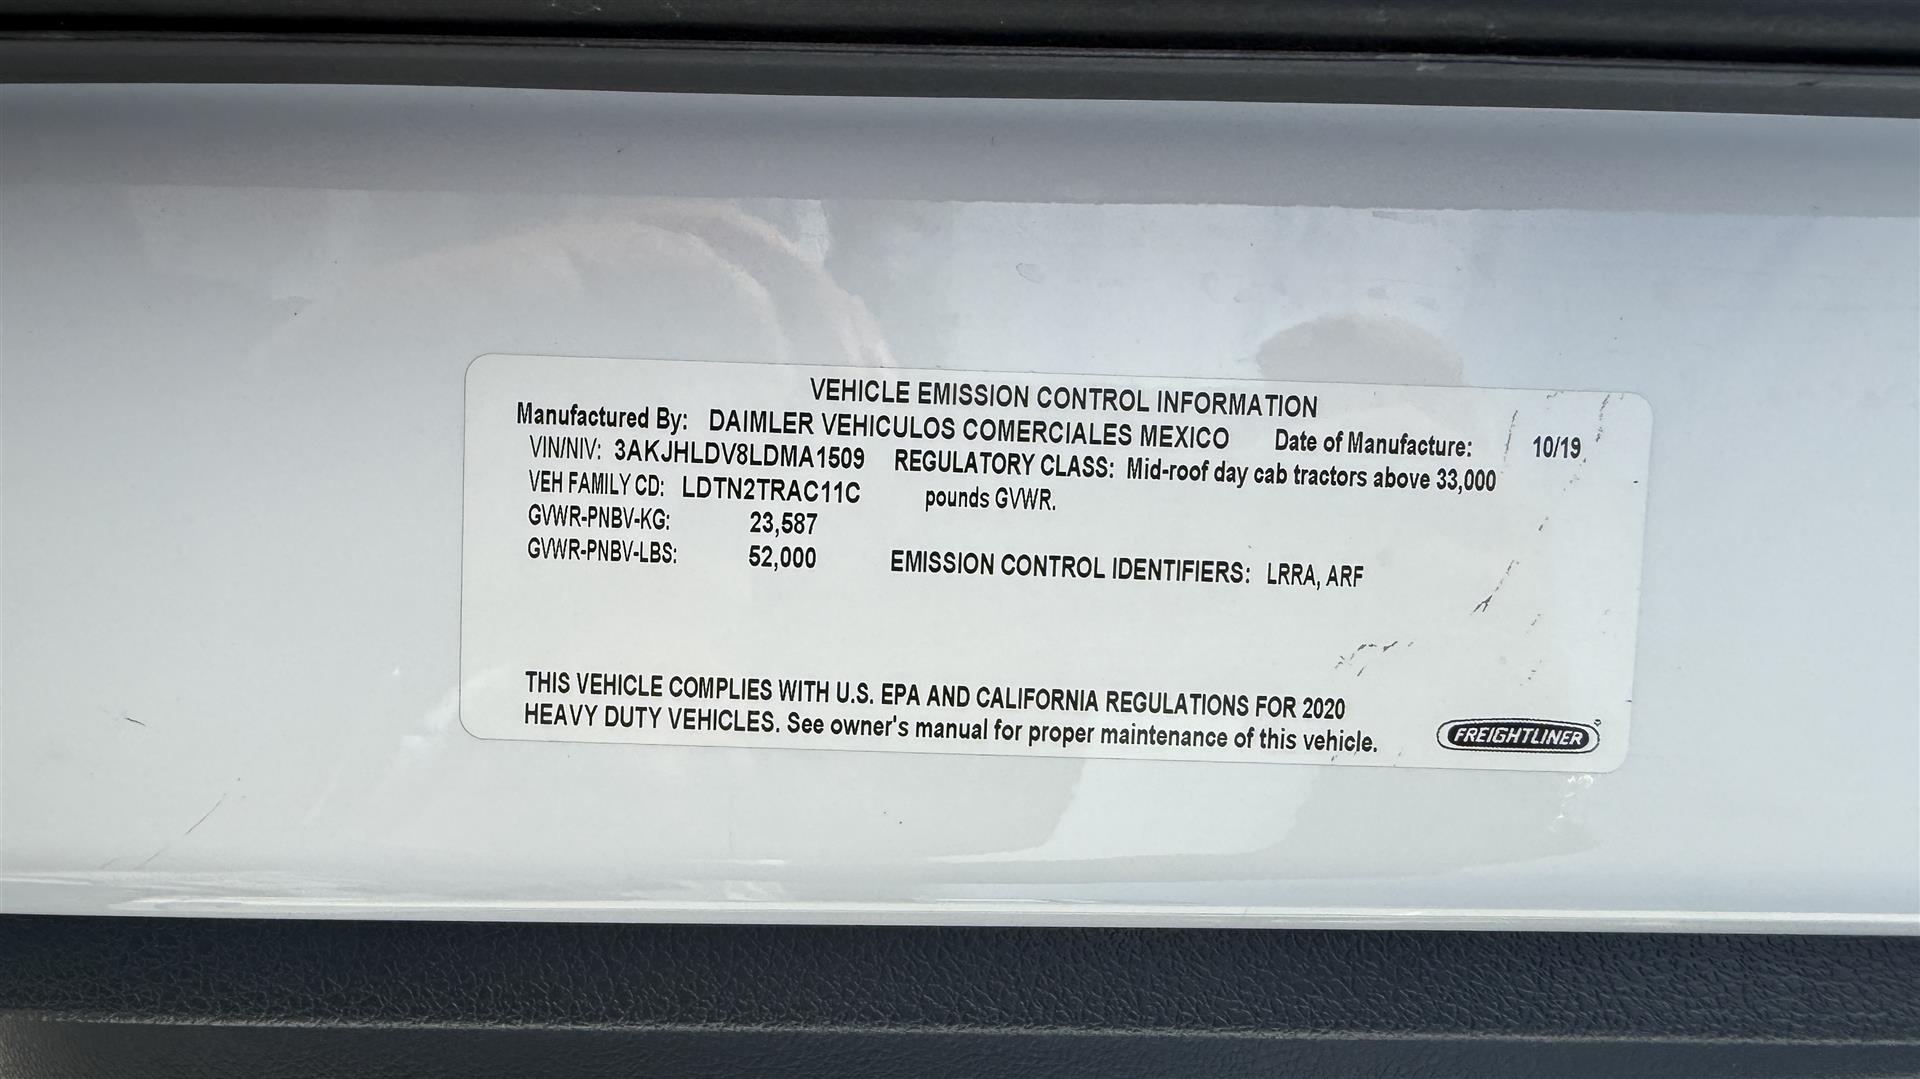 VEHICLE EMISSION CONTROL INFORMATION
Manufactured By: DAIMLER VEHICULOS COMERCIALES MEXICO Date of Manufacture: 10/19
VIN/NIV: 3AKJHLDV8LDMA1509 REGULATORY CLASS: Mid-roof day cab tractors above 33,000
VEH FAMILY CD: LDTN2TRAC11C pounds GVWR.
GVWR-PNBV-KG: 23,587
GVWR-PNBV-LBS: 52,000 EMISSION CONTROL IDENTIFIERS: LRRA, ARF
THIS VEHICLE COMPLIES WITH U.S. EPA AND CALIFORNIA REGULATIONS FOR 2020
HEAVY DUTY VEHICLES. See owner's manual for proper maintenance of this vehicle.
FREIGHTLINER